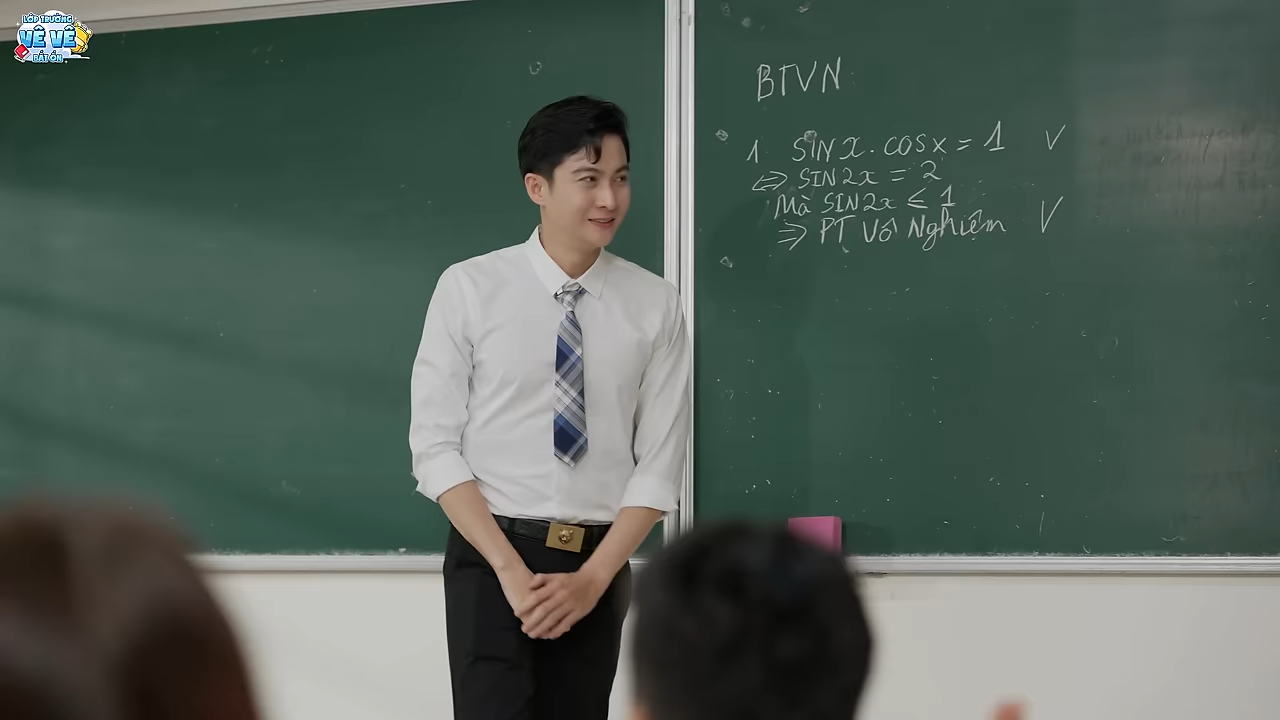 LỚP TRƯỞNG
VÊ VÊ
BẤT ỔN
BTVN
1 SIN x . COS x = 1 V
<=> SIN 2x = 2
Mà SIN 2x ≤ 1
=> PT Vô Nghiệm V